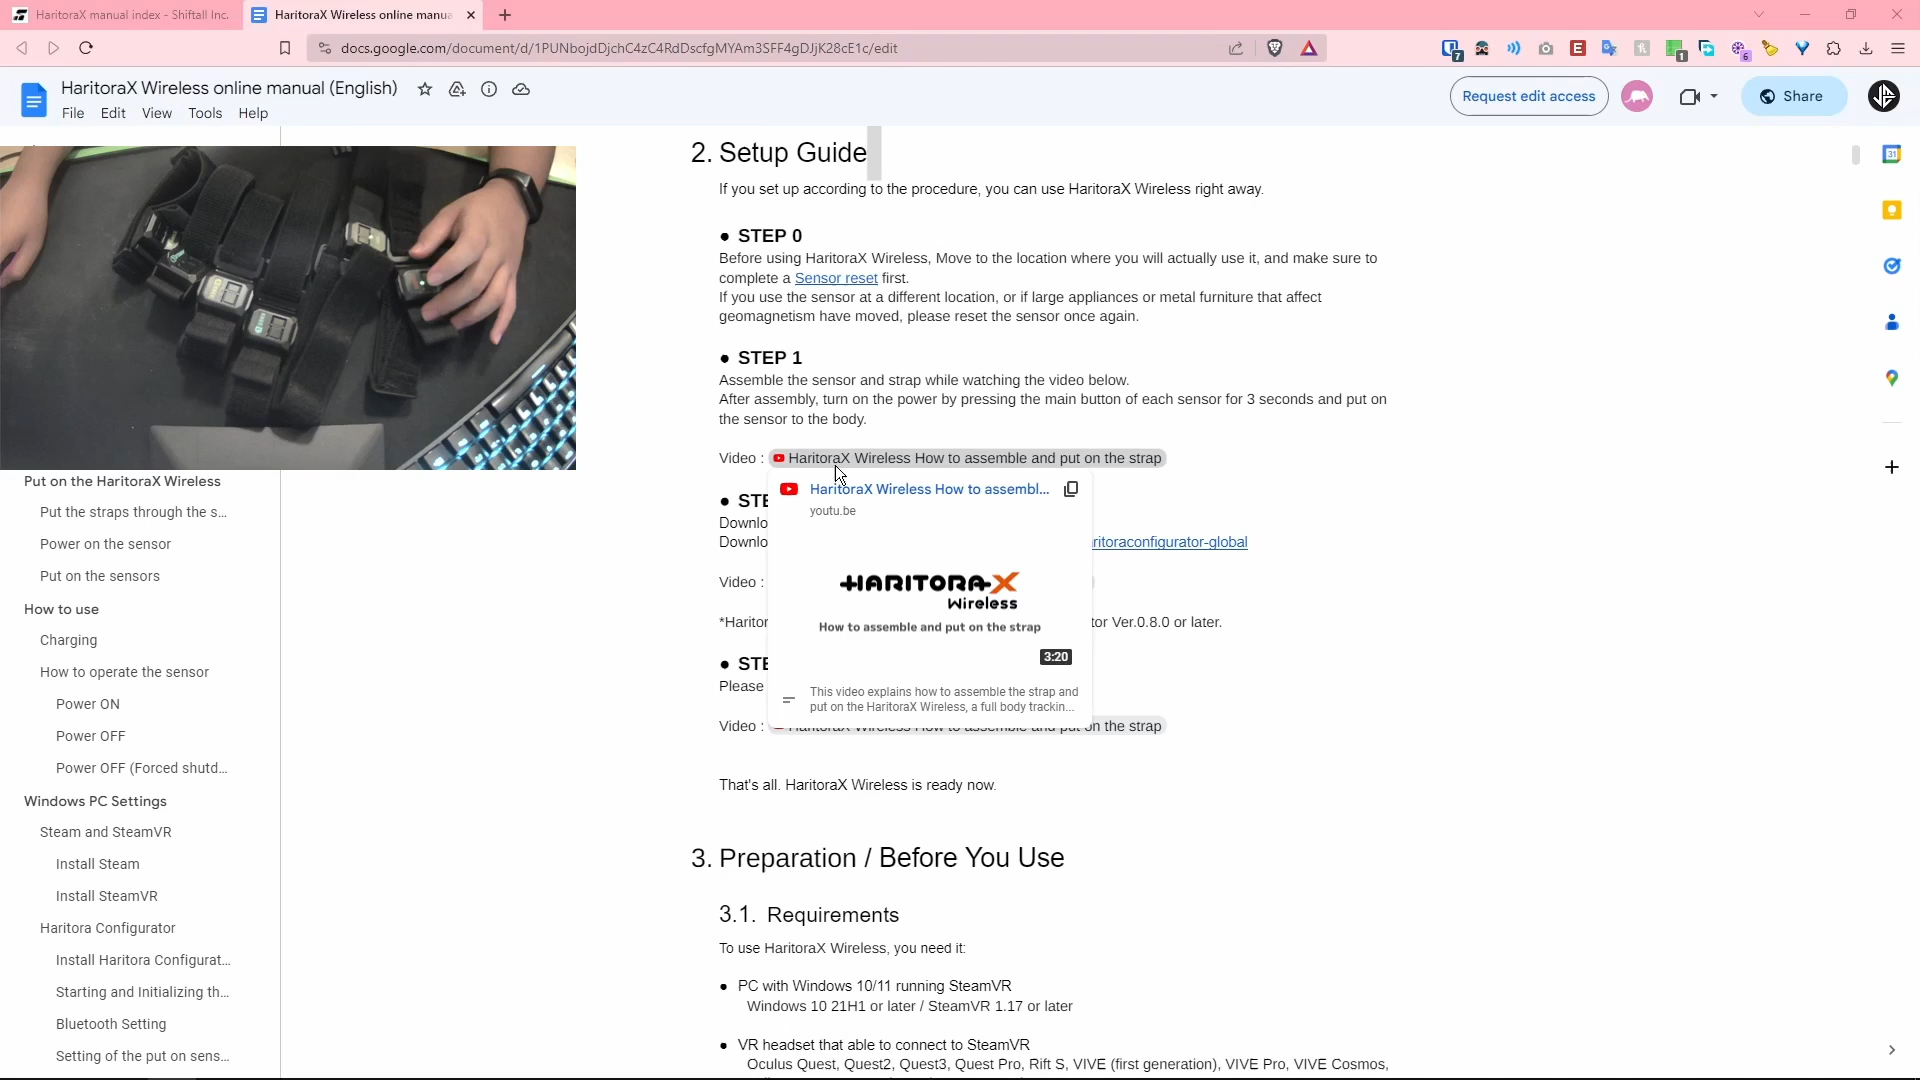 HaritoraX manual index - Shiftall Inc.
HaritoraX Wireless online manua
docs.google.com/document/d/1PUNbojdDjchC4zC4RdDscfgMYAm3SFF4gDJjK28cE1c/edit
7
1
6
HaritoraX Wireless online manual (English)
File Edit View Tools Help
Request edit access
Share
31
2. Setup Guide
If you set up according to the procedure, you can use HaritoraX Wireless right away.
● STEP 0
Before using HaritoraX Wireless, Move to the location where you will actually use it, and make sure to
complete a Sensor reset first.
If you use the sensor at a different location, or if large appliances or metal furniture that affect
geomagnetism have moved, please reset the sensor once again.
● STEP 1
Assemble the sensor and strap while watching the video below.
After assembly, turn on the power by pressing the main button of each sensor for 3 seconds and put on
the sensor to the body.
Video : HaritoraX Wireless How to assemble and put on the strap
HaritoraX Wireless How to assembl...
youtu.be
HARITORA-X
Wireless
How to assemble and put on the strap
3:20
This video explains how to assemble the strap and
put on the HaritoraX Wireless, a full body trackin...
● STE
Downlo
Downlo
ritoraconfigurator-global
Video :
*Haritor
tor Ver.0.8.0 or later.
● STE
Please
Video : HaritoraX Wireless How to assemble and put on the strap
That's all. HaritoraX Wireless is ready now.
3. Preparation / Before You Use
3.1. Requirements
To use HaritoraX Wireless, you need it:
● PC with Windows 10/11 running SteamVR
Windows 10 21H1 or later / SteamVR 1.17 or later
● VR headset that able to connect to SteamVR
Oculus Quest, Quest2, Quest3, Quest Pro, Rift S, VIVE (first generation), VIVE Pro, VIVE Cosmos,
Put on the HaritoraX Wireless
Put the straps through the s...
Power on the sensor
Put on the sensors
How to use
Charging
How to operate the sensor
Power ON
Power OFF
Power OFF (Forced shutd...
Windows PC Settings
Steam and SteamVR
Install Steam
Install SteamVR
Haritora Configurator
Install Haritora Configurat...
Starting and Initializing th...
Bluetooth Setting
Setting of the put on sens...